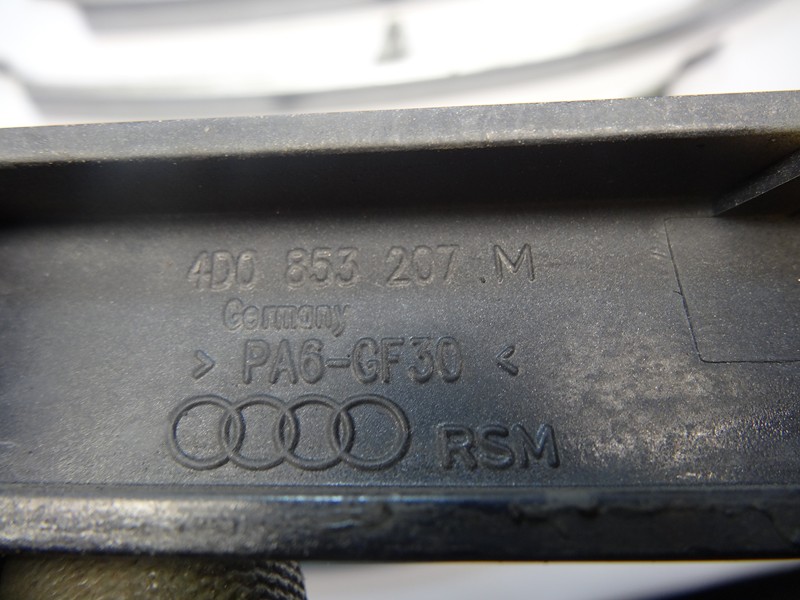 4D0 853 207 M
Germany
> PA6-GF30 <
RSM